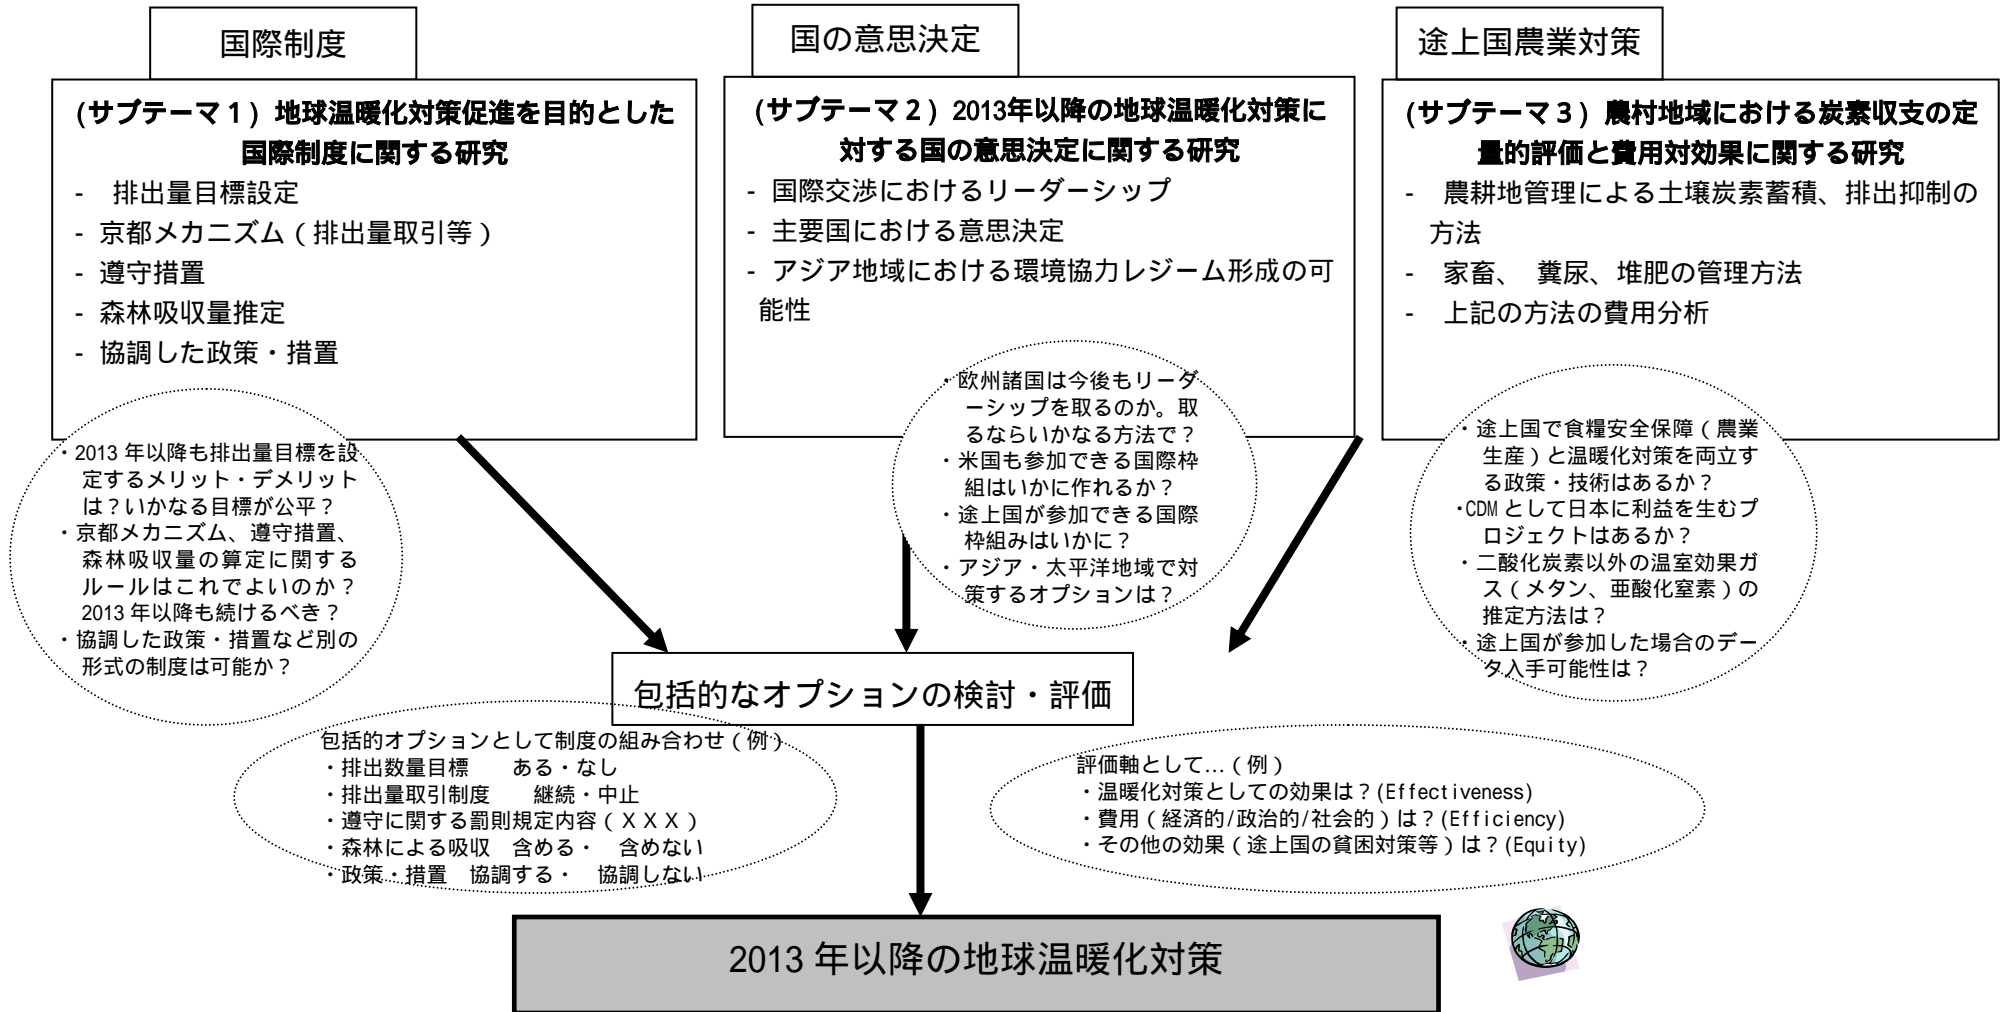 国際制度
(サブテーマ1) 地球温暖化対策促進を目的とした
国際制度に関する研究
- 排出量目標設定
- 京都メカニズム(排出量取引等)
- 遵守措置
- 森林吸収量推定
- 協調した政策・措置
・2013年以降も排出量目標を設
定するメリット・デメリット
は?いかなる目標が公平?
・京都メカニズム、遵守措置、
森林吸収量の算定に関する
ルールはこれでよいのか?
2013年以降も続けるべき?
・協調した政策・措置など別の
形式の制度は可能か?
国の意思決定
(サブテーマ2) 2013年以降の地球温暖化対策に
対する国の意思決定に関する研究
- 国際交渉におけるリーダーシップ
- 主要国における意思決定
- アジア地域における環境協力レジーム形成の可
能性
・欧州諸国は今後もリーダ
ーシップを取るのか。取
るならいかなる方法で?
・米国も参加できる国際枠
組はいかに作れるか?
・途上国が参加できる国際
枠組みはいかに?
・アジア・太平洋地域で対
策するオプションは?
途上国農業対策
(サブテーマ3) 農村地域における炭素収支の定
量的評価と費用対効果に関する研究
- 農耕地管理による土壌炭素蓄積、排出抑制の
方法
- 家畜、 糞尿、堆肥の管理方法
- 上記の方法の費用分析
・途上国で食糧安全保障(農業
生産)と温暖化対策を両立す
る政策・技術はあるか?
・CDMとして日本に利益を生むプ
ロジェクトはあるか?
・二酸化炭素以外の温室効果ガ
ス(メタン、亜酸化窒素)の
推定方法は?
・途上国が参加した場合のデー
タ入手可能性は?
包括的なオプションの検討・評価
包括的オプションとして制度の組み合わせ(例)
・排出数量目標 ある・なし
・排出量取引制度 継続・中止
・遵守に関する罰則規定内容(XXX)
・森林による吸収 含める・ 含めない
・政策・措置 協調する・ 協調しない
評価軸として…(例)
・温暖化対策としての効果は?(Effectiveness)
・費用(経済的/政治的/社会的)は?(Efficiency)
・その他の効果(途上国の貧困対策等)は?(Equity)
2013年以降の地球温暖化対策